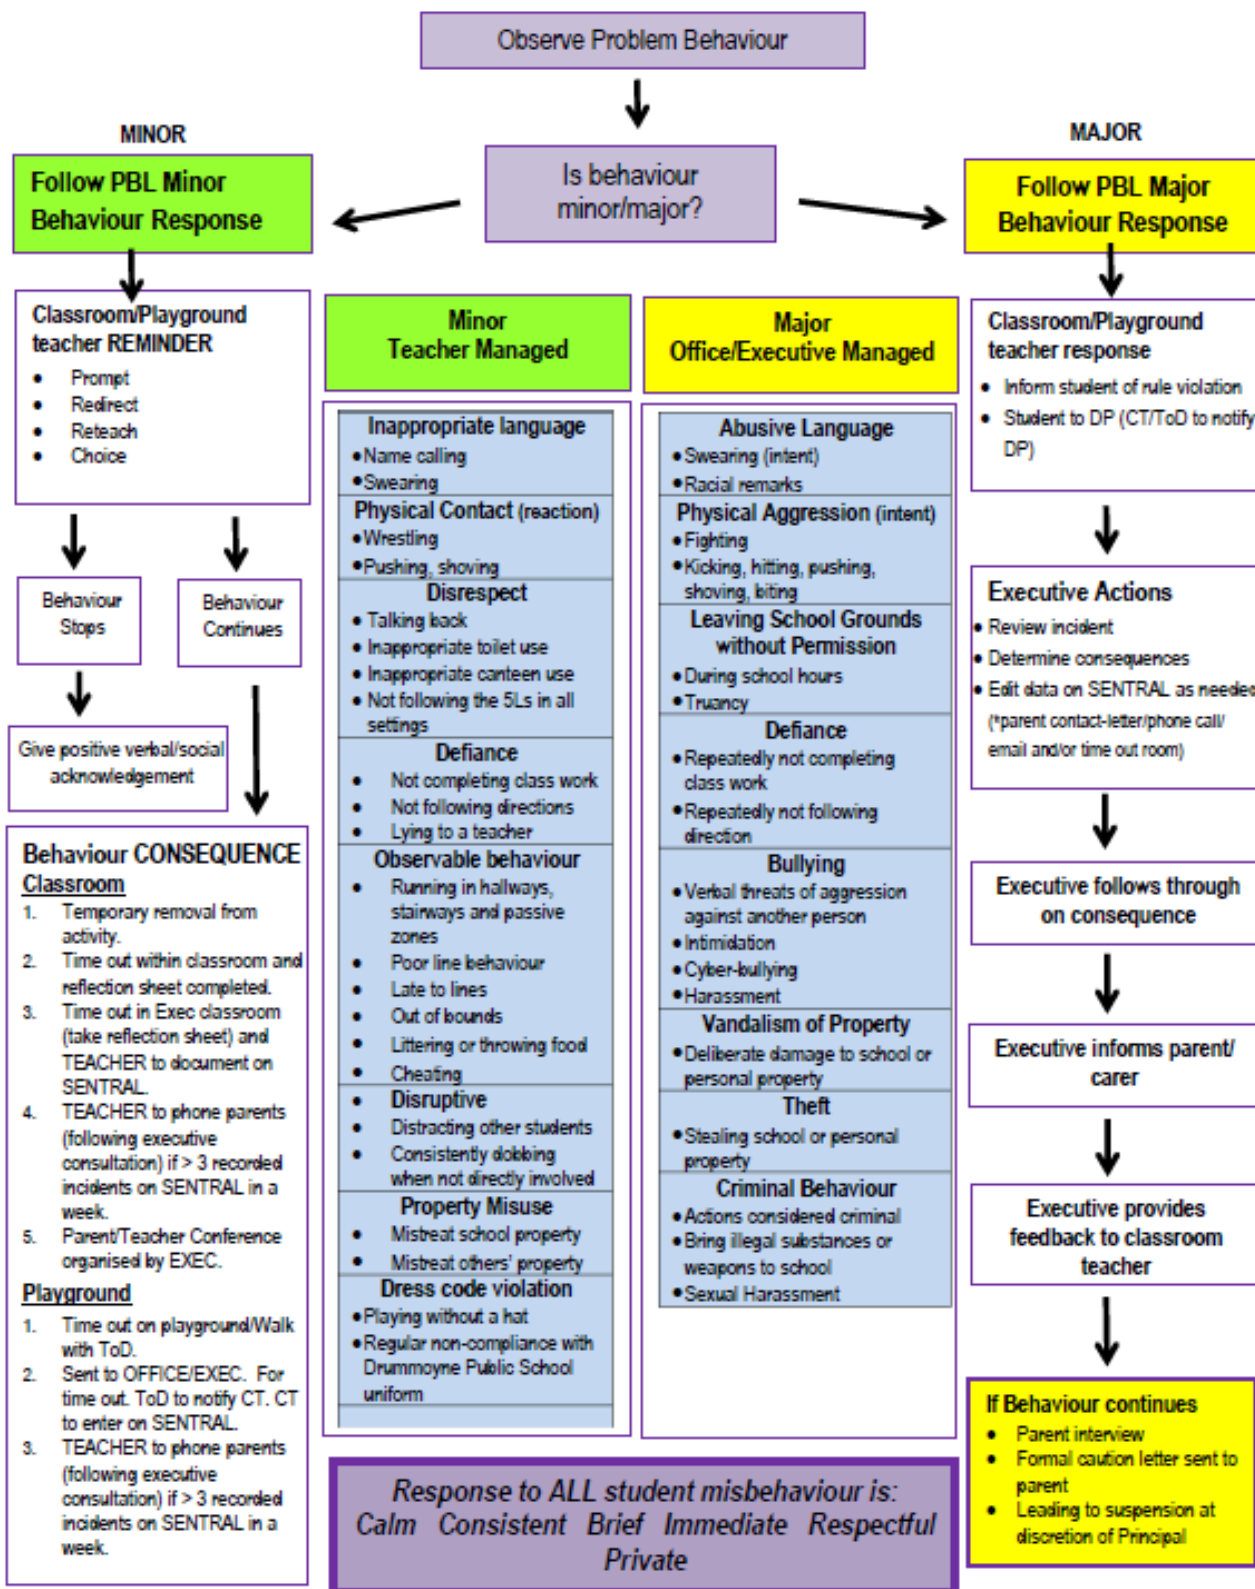 Observe Problem Behaviour
MINOR
MAJOR
Is behaviour
minor/major?
Follow PBL Minor
Behaviour Response
Follow PBL Major
Behaviour Response
Classroom/Playground
teacher REMINDER
• Prompt
• Redirect
• Reteach
• Choice
Behaviour
Stops
Behaviour
Continues
Give positive verbal/social
acknowledgement
Behaviour CONSEQUENCE
Classroom
1. Temporary removal from
activity.
2. Time out within classroom and
reflection sheet completed.
3. Time out in Exec classroom
(take reflection sheet) and
TEACHER to document on
SENTRAL.
4. TEACHER to phone parents
(following executive
consultation) if > 3 recorded
incidents on SENTRAL in a
week.
5. Parent/Teacher Conference
organised by EXEC.
Playground
1. Time out on playground/Walk
with ToD.
2. Sent to OFFICE/EXEC. For
time out. ToD to notify CT. CT
to enter on SENTRAL.
3. TEACHER to phone parents
(following executive
consultation) if > 3 recorded
incidents on SENTRAL in a
week.
Minor
Teacher Managed
Inappropriate language
• Name calling
• Swearing
Physical Contact (reaction)
• Wrestling
• Pushing, shoving
Disrespect
• Talking back
• Inappropriate toilet use
• Inappropriate canteen use
• Not following the 5Ls in all
settings
Defiance
• Not completing class work
• Not following directions
• Lying to a teacher
Observable behaviour
• Running in hallways,
stairways and passive
zones
• Poor line behaviour
• Late to lines
• Out of bounds
• Littering or throwing food
• Cheating
• Disruptive
• Distracting other students
• Consistently dobbing
when not directly involved
Property Misuse
• Mistreat school property
• Mistreat others' property
Dress code violation
• Playing without a hat
• Regular non-compliance with
Drummoyne Public School
uniform
Major
Office/Executive Managed
Abusive Language
• Swearing (intent)
• Racial remarks
Physical Aggression (intent)
• Fighting
• Kicking, hitting, pushing,
shoving, biting
Leaving School Grounds
without Permission
• During school hours
• Truancy
Defiance
• Repeatedly not completing
class work
• Repeatedly not following
direction
Bullying
• Verbal threats of aggression
against another person
• Intimidation
• Cyber-bullying
• Harassment
Vandalism of Property
• Deliberate damage to school or
personal property
Theft
• Stealing school or personal
property
Criminal Behaviour
• Actions considered criminal
• Bring illegal substances or
weapons to school
• Sexual Harassment
Classroom/Playground
teacher response
• Inform student of rule violation
• Student to DP (CT/ToD to notify
DP)
Executive Actions
• Review incident
• Determine consequences
• Edit data on SENTRAL as needed
(*parent contact-letter/phone call/
email and/or time out room)
Executive follows through
on consequence
Executive informs parent/
carer
Executive provides
feedback to classroom
teacher
If Behaviour continues
• Parent interview
• Formal caution letter sent to
parent
• Leading to suspension at
discretion of Principal
Response to ALL student misbehaviour is:
Calm Consistent Brief Immediate Respectful
Private